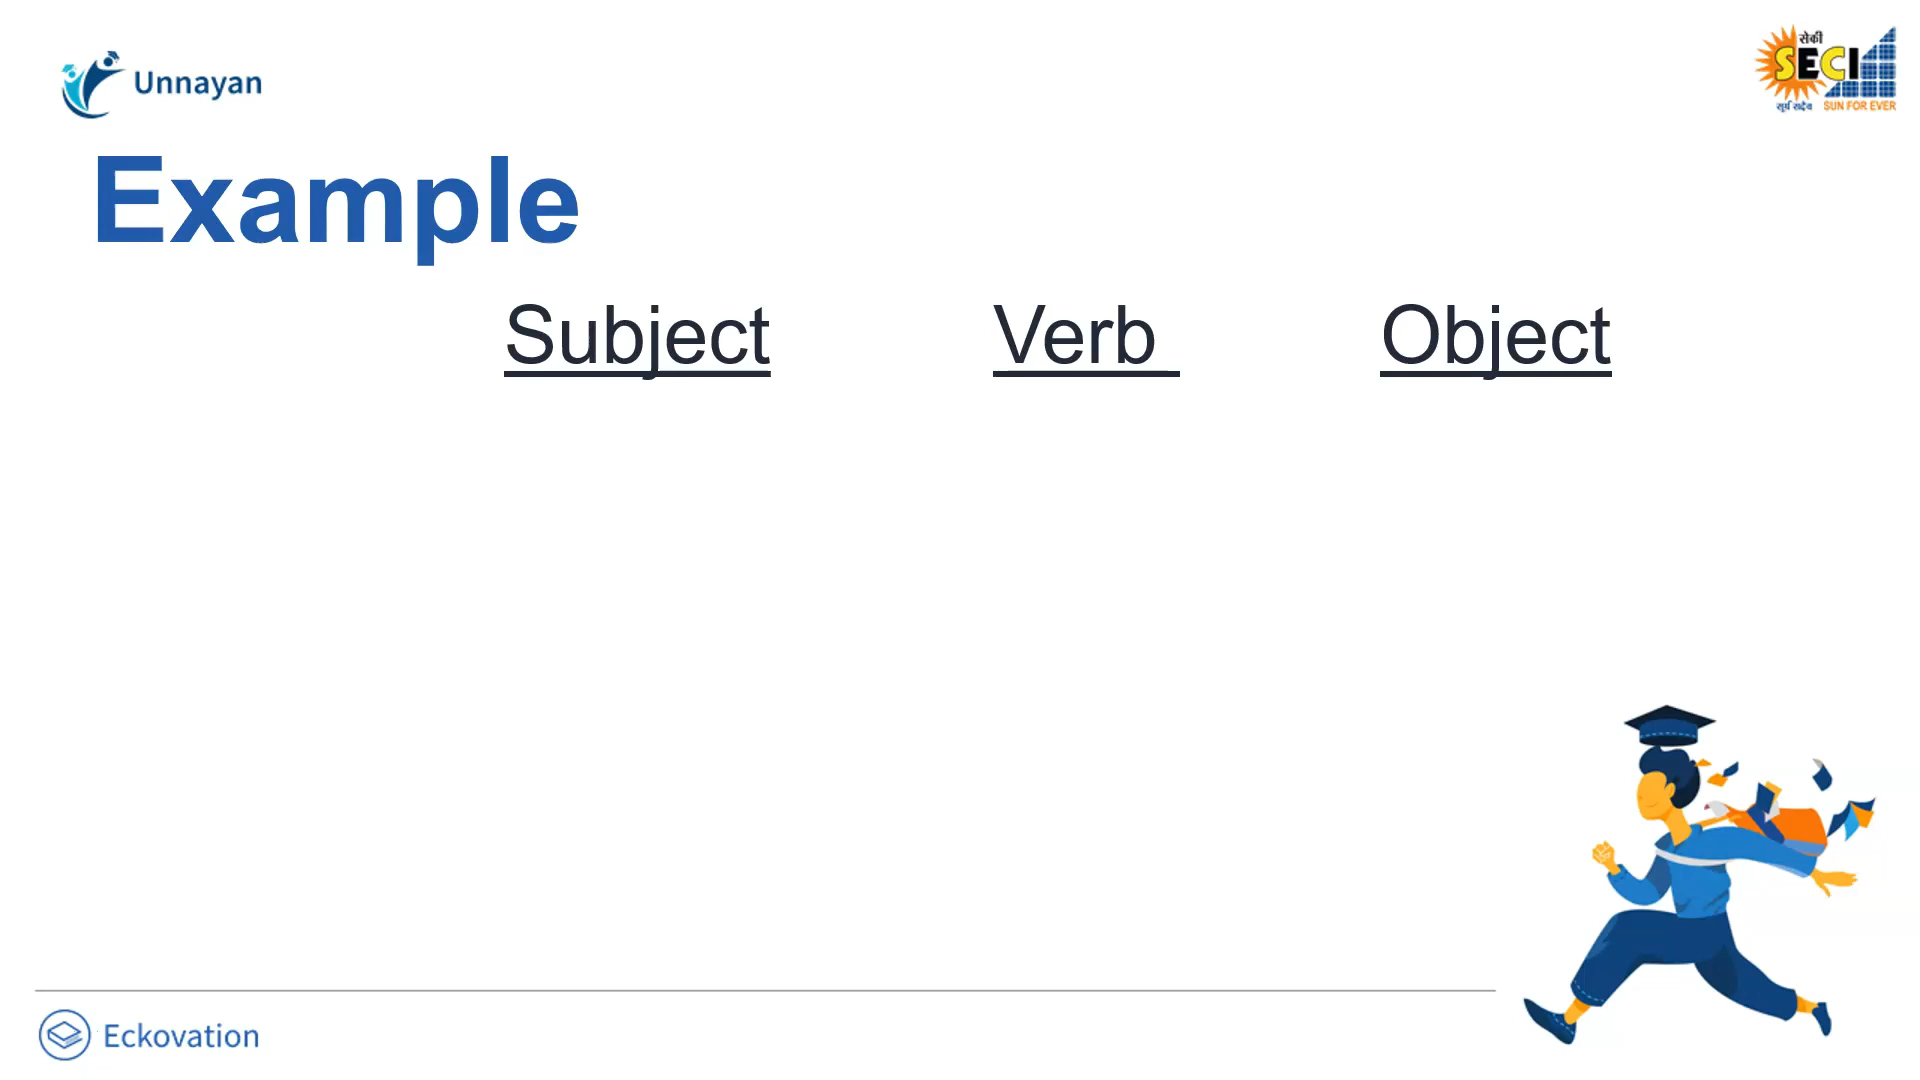 Unnayan
सेकी
SECI
सूर्य सदैव SUN FOR EVER
Example
Subject Verb Object
Eckovation